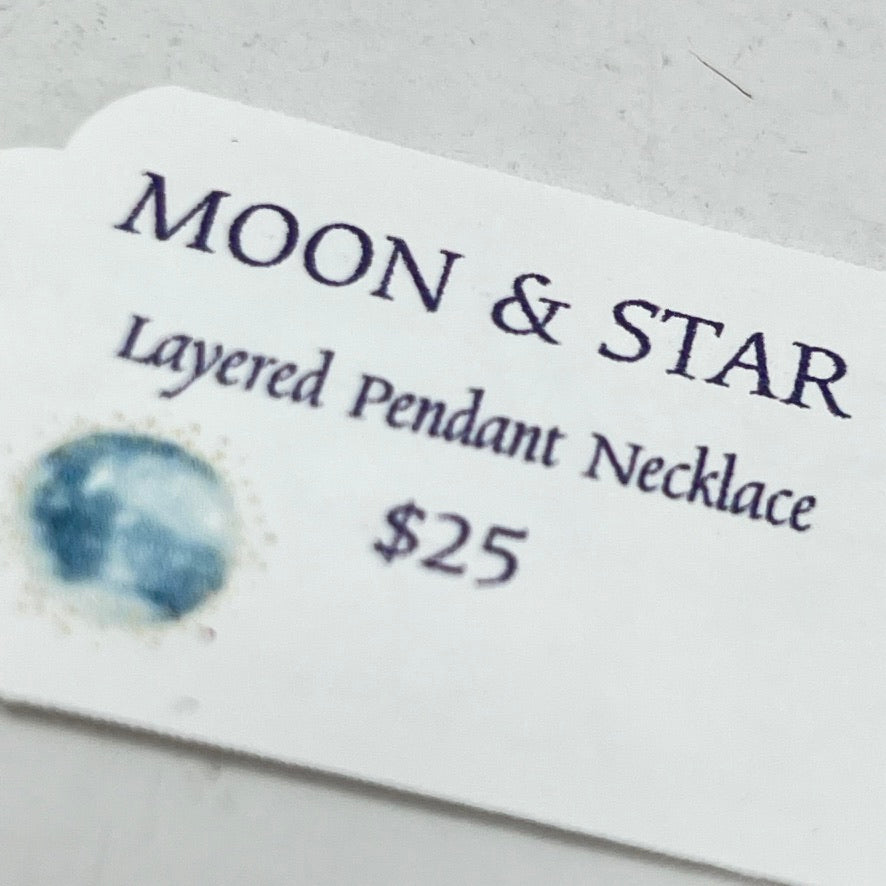 MOON & STAR
Layered Pendant Necklace
$25